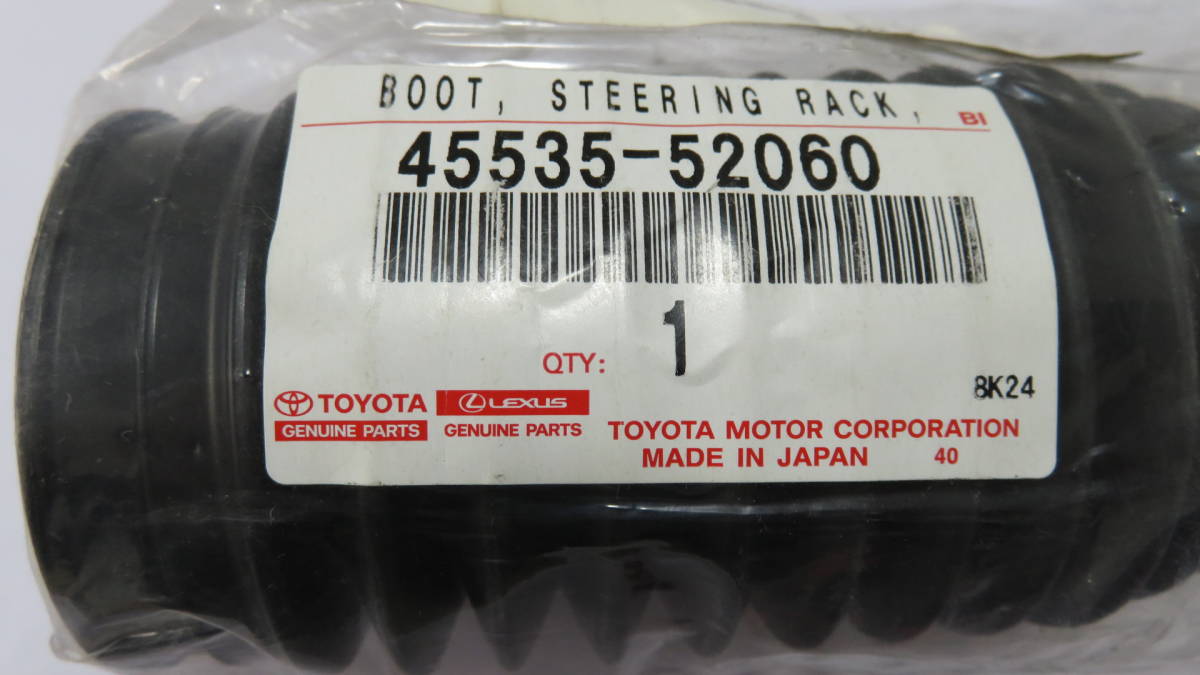 BOOT, STEERING RACK,
BI
45535-52060
QTY: 1
8K24
TOYOTA LEXUS
GENUINE PARTS GENUINE PARTS
TOYOTA MOTOR CORPORATION
MADE IN JAPAN 40